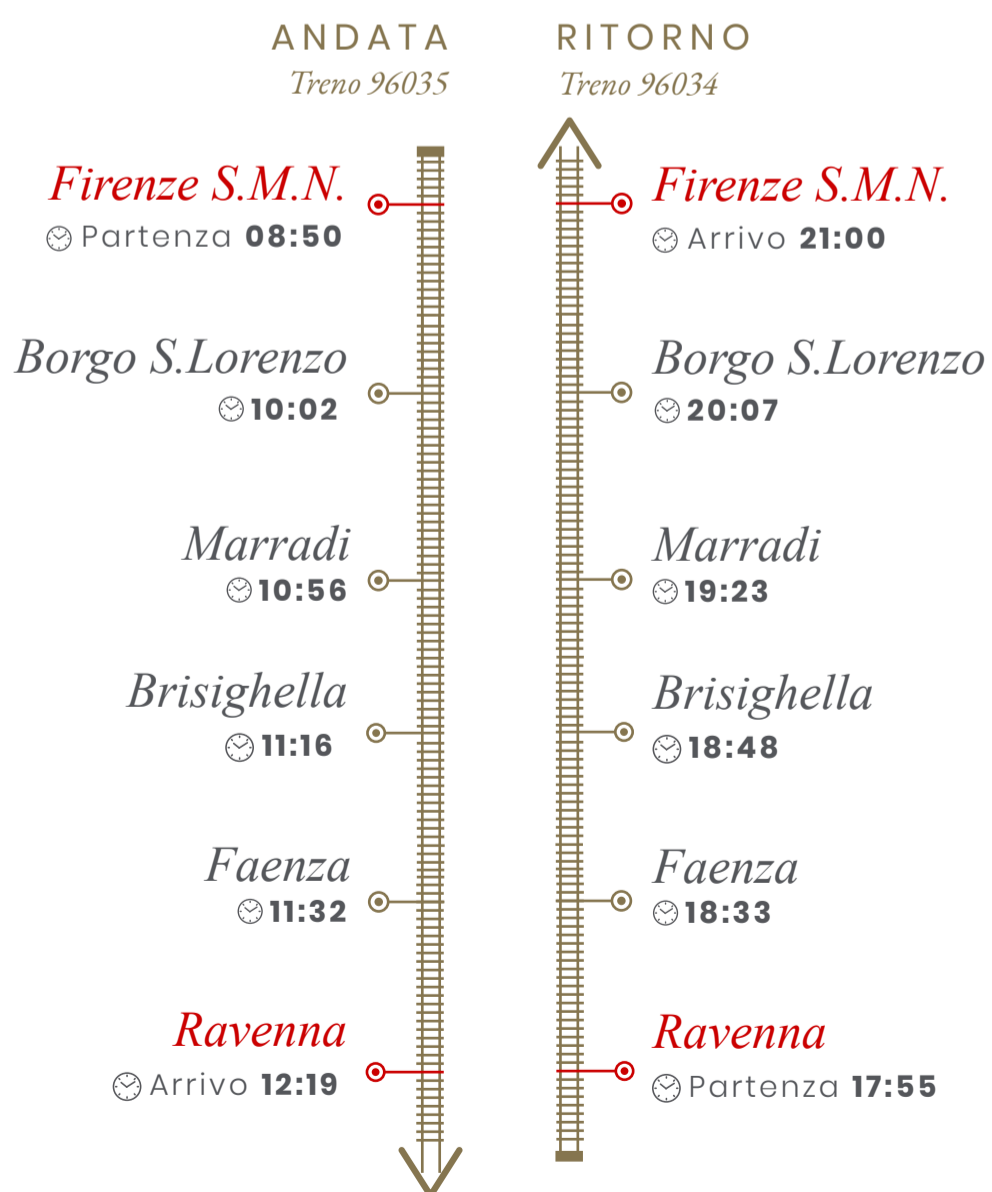 ANDATA
Treno 96035
Firenze S.M.N.
Partenza 08:50
Borgo S.Lorenzo
10:02
Marradi
10:56
Brisighella
11:16
Faenza
11:32
Ravenna
Arrivo 12:19
RITORNO
Treno 96034
Firenze S.M.N.
Arrivo 21:00
Borgo S.Lorenzo
20:07
Marradi
19:23
Brisighella
18:48
Faenza
18:33
Ravenna
Partenza 17:55